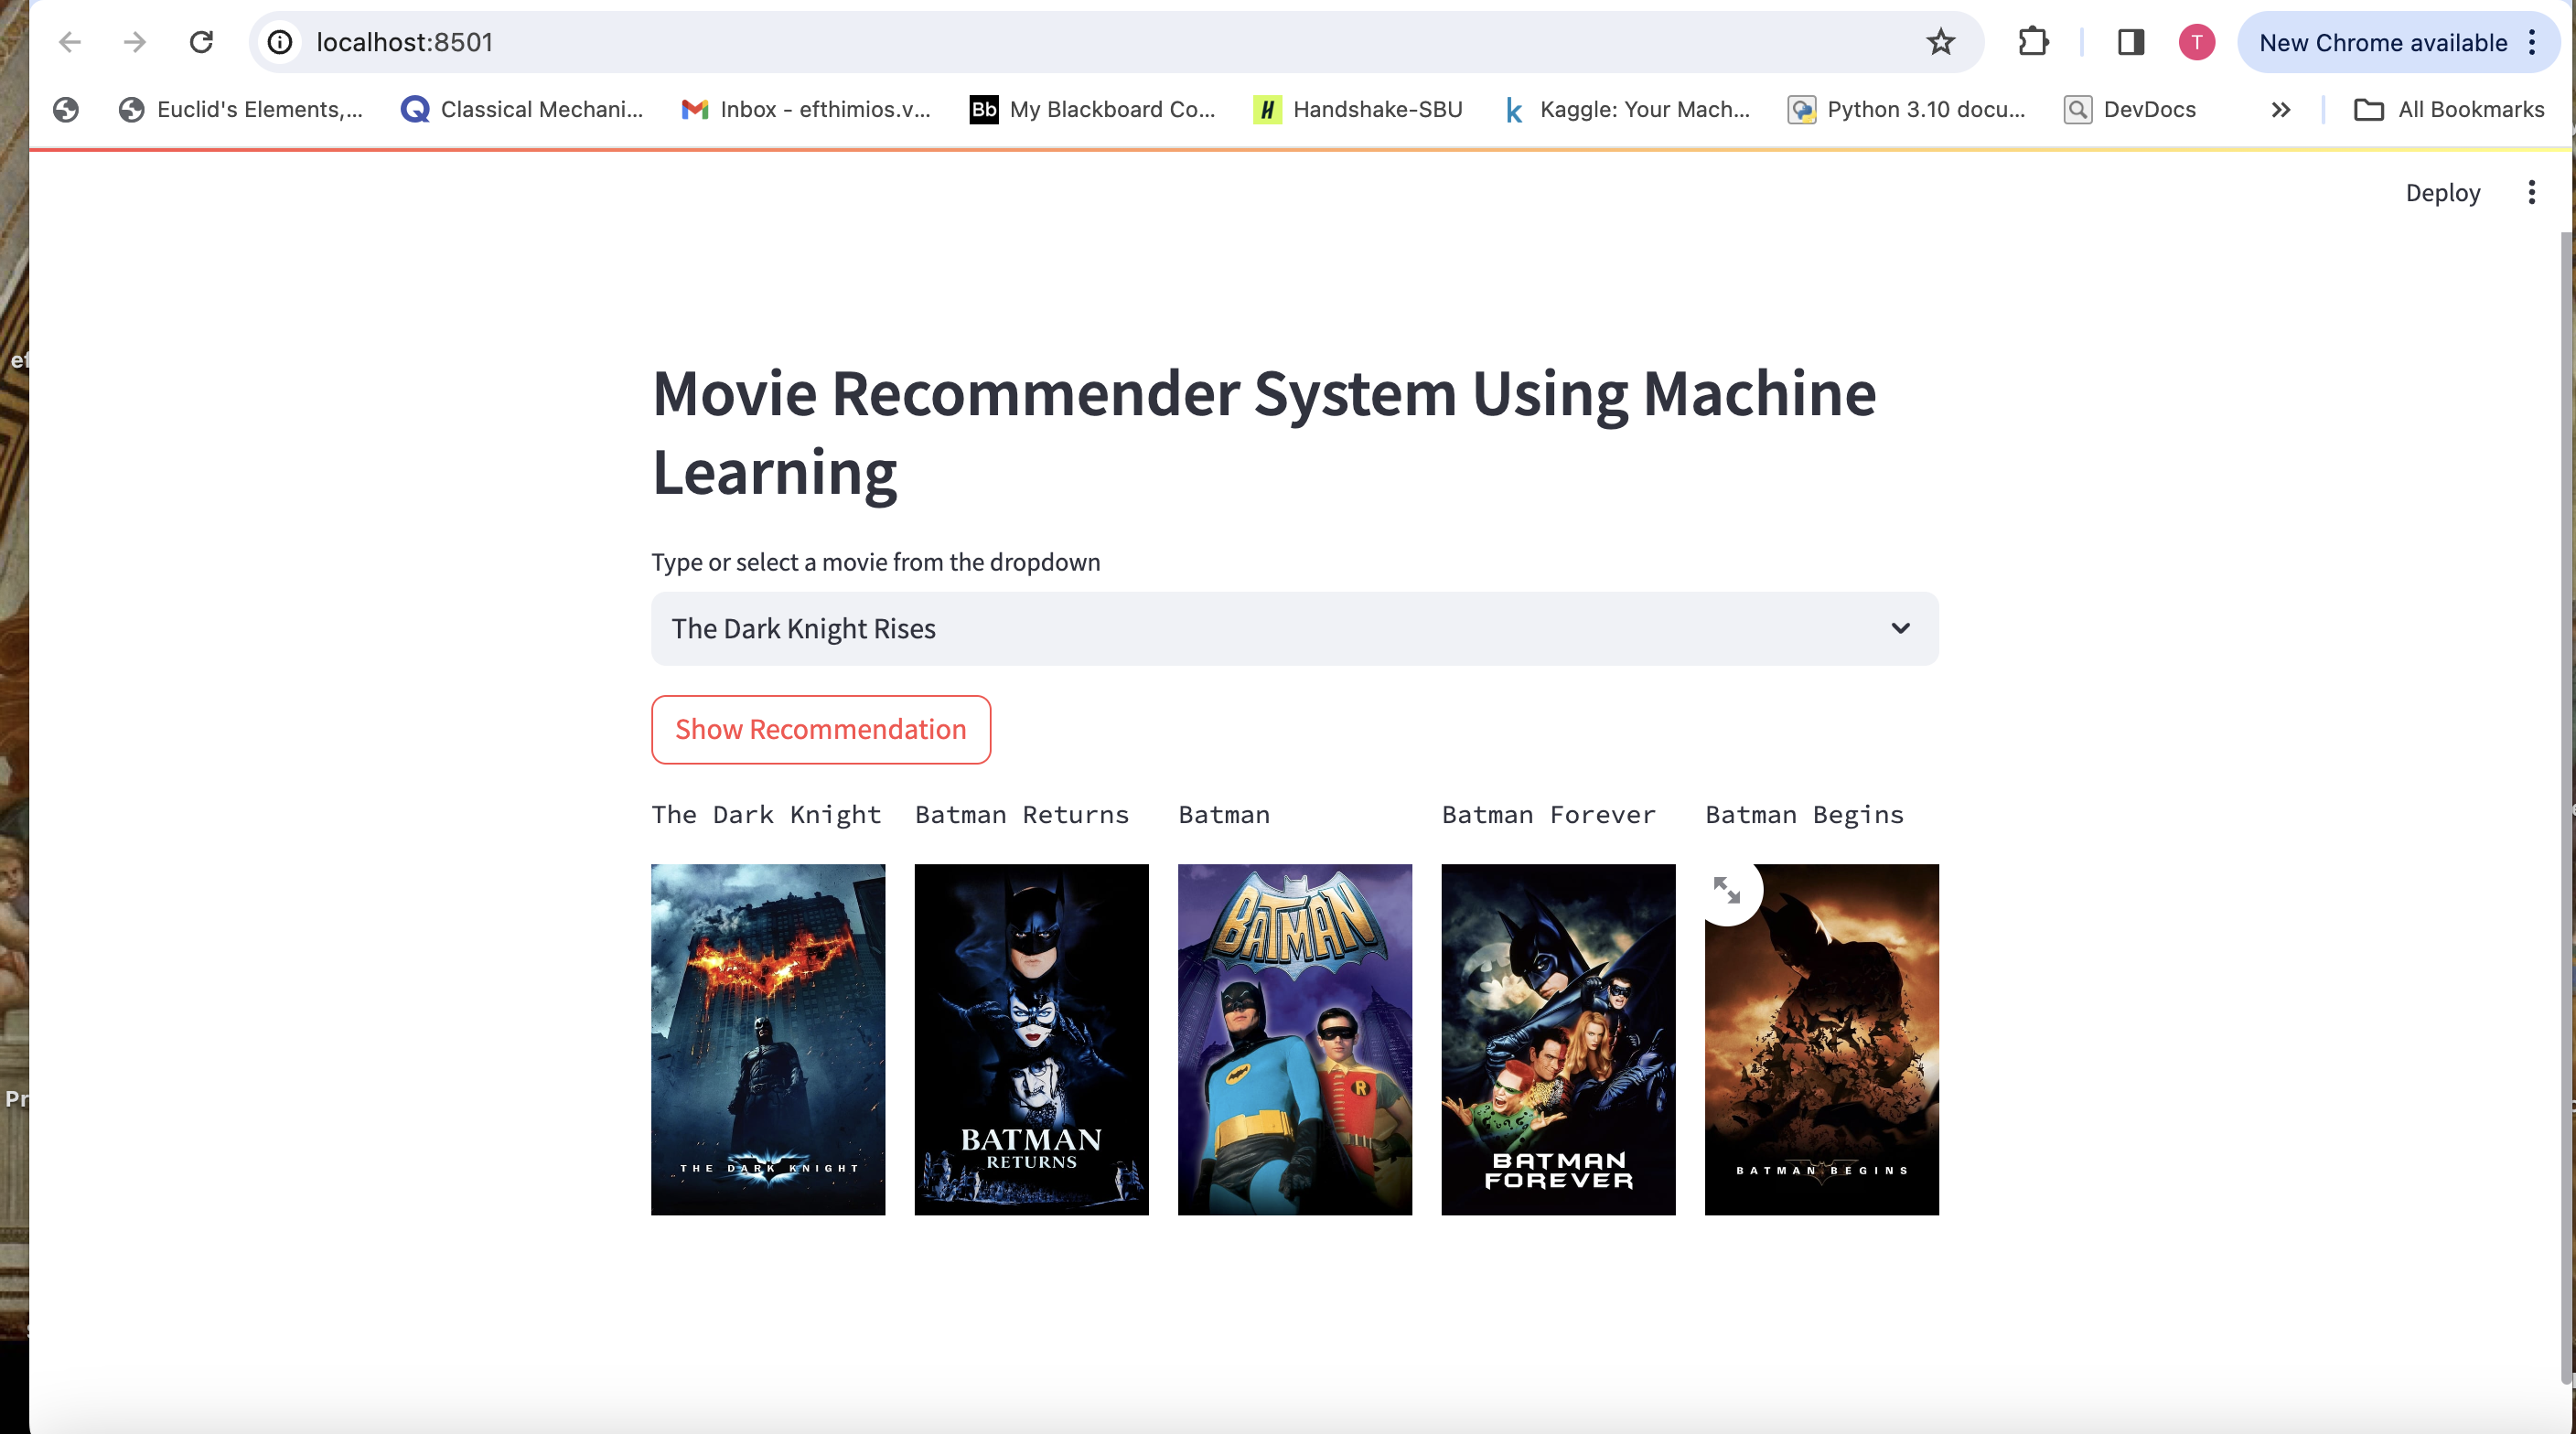 localhost:8501
T
New Chrome available
Euclid's Elements,...
Classical Mechani...
Inbox - efthimios.v...
Bb My Blackboard Co...
H Handshake-SBU
k Kaggle: Your Mach...
Python 3.10 docu...
DevDocs
All Bookmarks
Deploy
Movie Recommender System Using Machine
Learning
Type or select a movie from the dropdown
The Dark Knight Rises
Show Recommendation
The Dark Knight
Batman Returns
Batman
Batman Forever
Batman Begins
THE DARK KNIGHT
BATMAN
RETURNS
BATMAN
R
BATMAN
FOREVER
BATMAN BEGINS
Pr